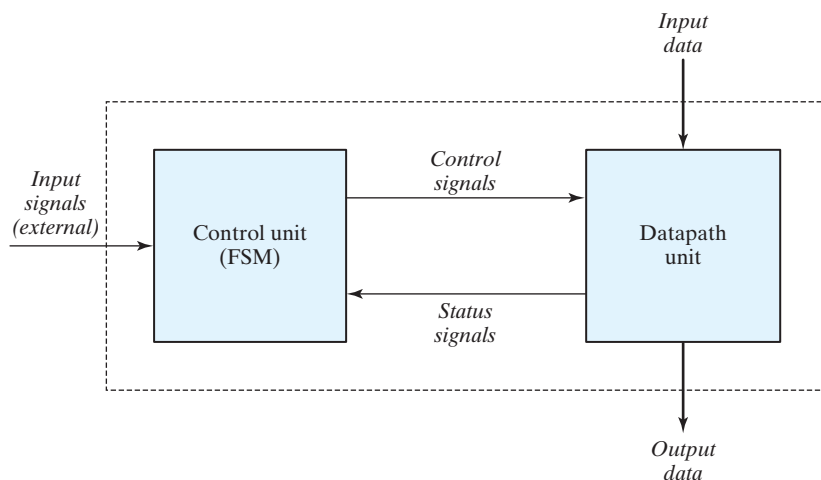 Input
data
Input
signals
(external)
Control unit
(FSM)
Control
signals
Status
signals
Datapath
unit
Output
data